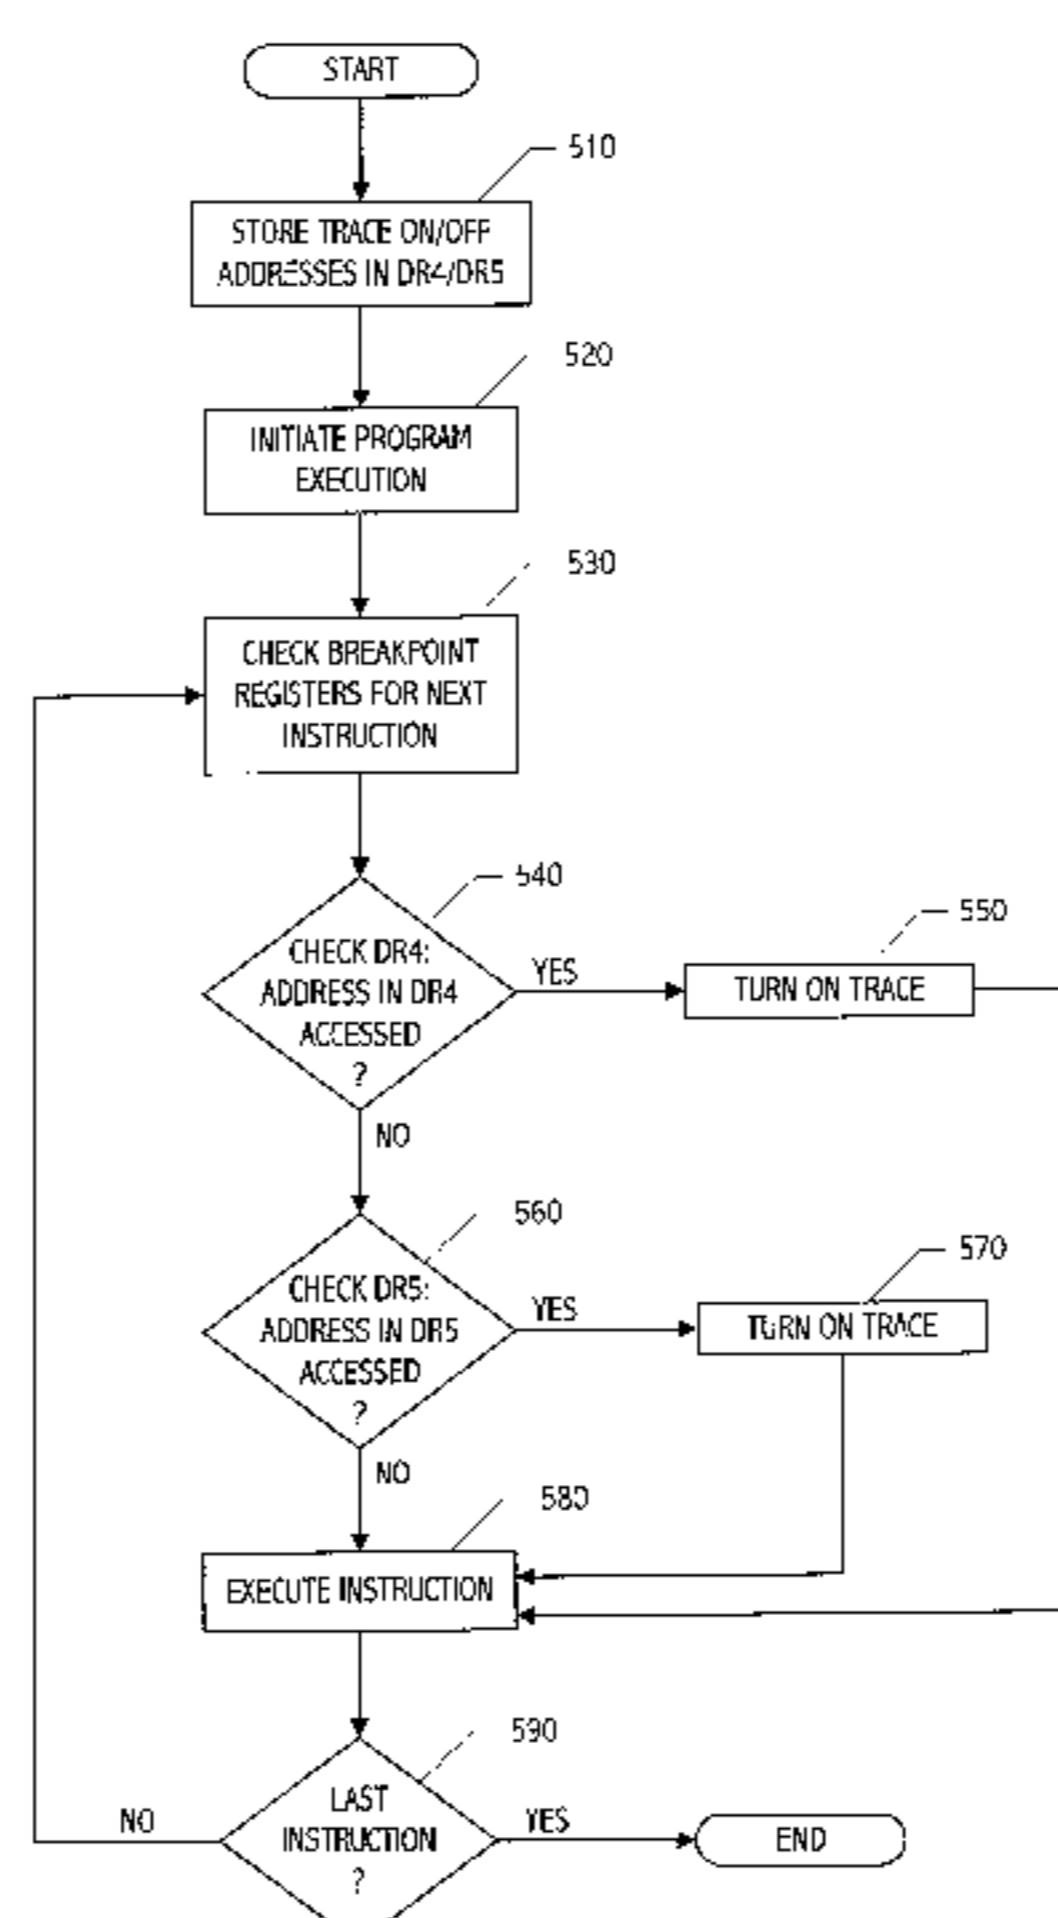 START
510
STORE TRACE ON/OFF
ADDRESSES IN DR4/DR5
520
INITIATE PROGRAM
EXECUTION
530
CHECK BREAKPOINT
REGISTERS FOR NEXT
INSTRUCTION
540
CHECK DR4:
ADDRESS IN DR4
ACCESSED
?
YES
550
TURN ON TRACE
NO
560
CHECK DR5:
ADDRESS IN DR5
ACCESSED
?
YES
570
TURN ON TRACE
NO
580
EXECUTE INSTRUCTION
590
LAST
INSTRUCTION
?
NO
YES
END